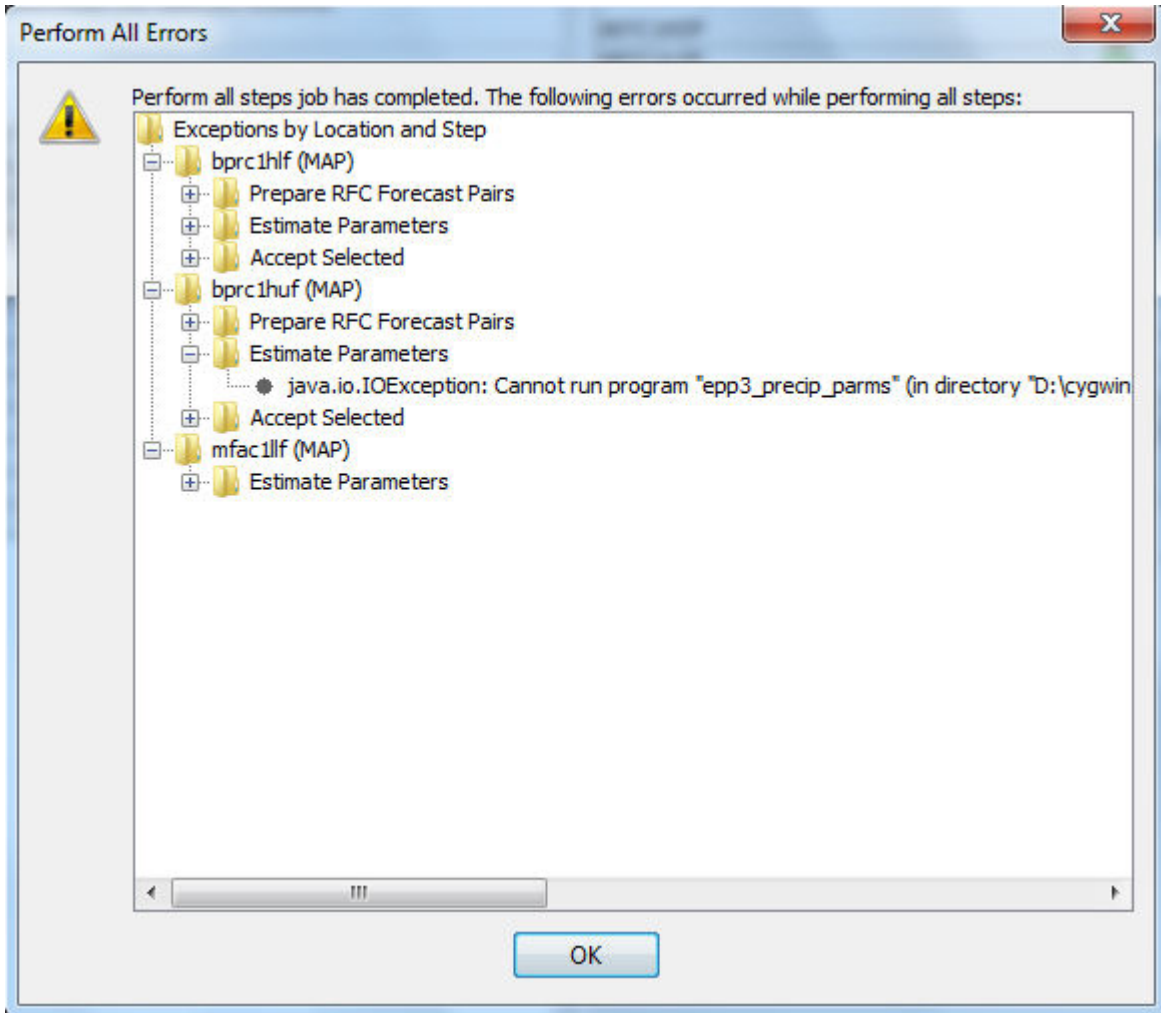 Perform All Errors
Perform all steps job has completed. The following errors occurred while performing all steps:
Exceptions by Location and Step
bprc1hlf (MAP)
Prepare RFC Forecast Pairs
Estimate Parameters
Accept Selected
bprc1huf (MAP)
Prepare RFC Forecast Pairs
Estimate Parameters
java.io.IOException: Cannot run program "epp3_precip_parms" (in directory "D:\cygwin
Accept Selected
mfac1llf (MAP)
Estimate Parameters
OK